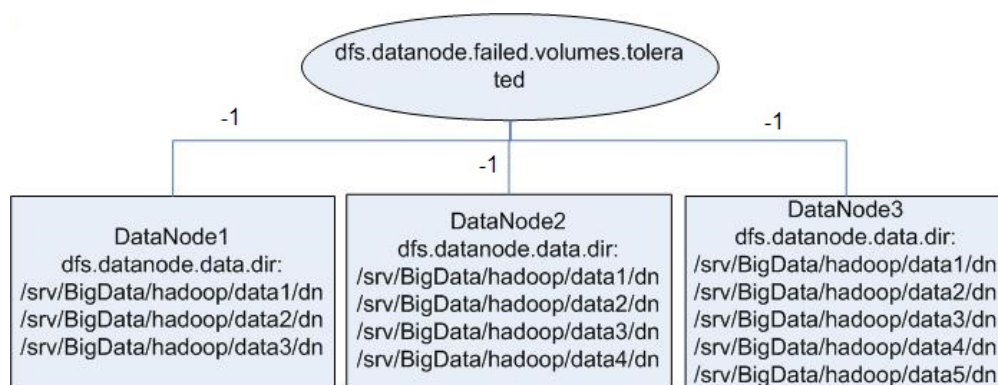 dfs.datanode.failed.volumes.tolera
ted
-1
-1
-1
DataNode1
dfs.datanode.data.dir:
/srv/BigData/hadoop/data1/dn
/srv/BigData/hadoop/data2/dn
/srv/BigData/hadoop/data3/dn
DataNode2
dfs.datanode.data.dir:
/srv/BigData/hadoop/data1/dn
/srv/BigData/hadoop/data2/dn
/srv/BigData/hadoop/data3/dn
/srv/BigData/hadoop/data4/dn
DataNode3
dfs.datanode.data.dir:
/srv/BigData/hadoop/data1/dn
/srv/BigData/hadoop/data2/dn
/srv/BigData/hadoop/data3/dn
/srv/BigData/hadoop/data4/dn
/srv/BigData/hadoop/data5/dn